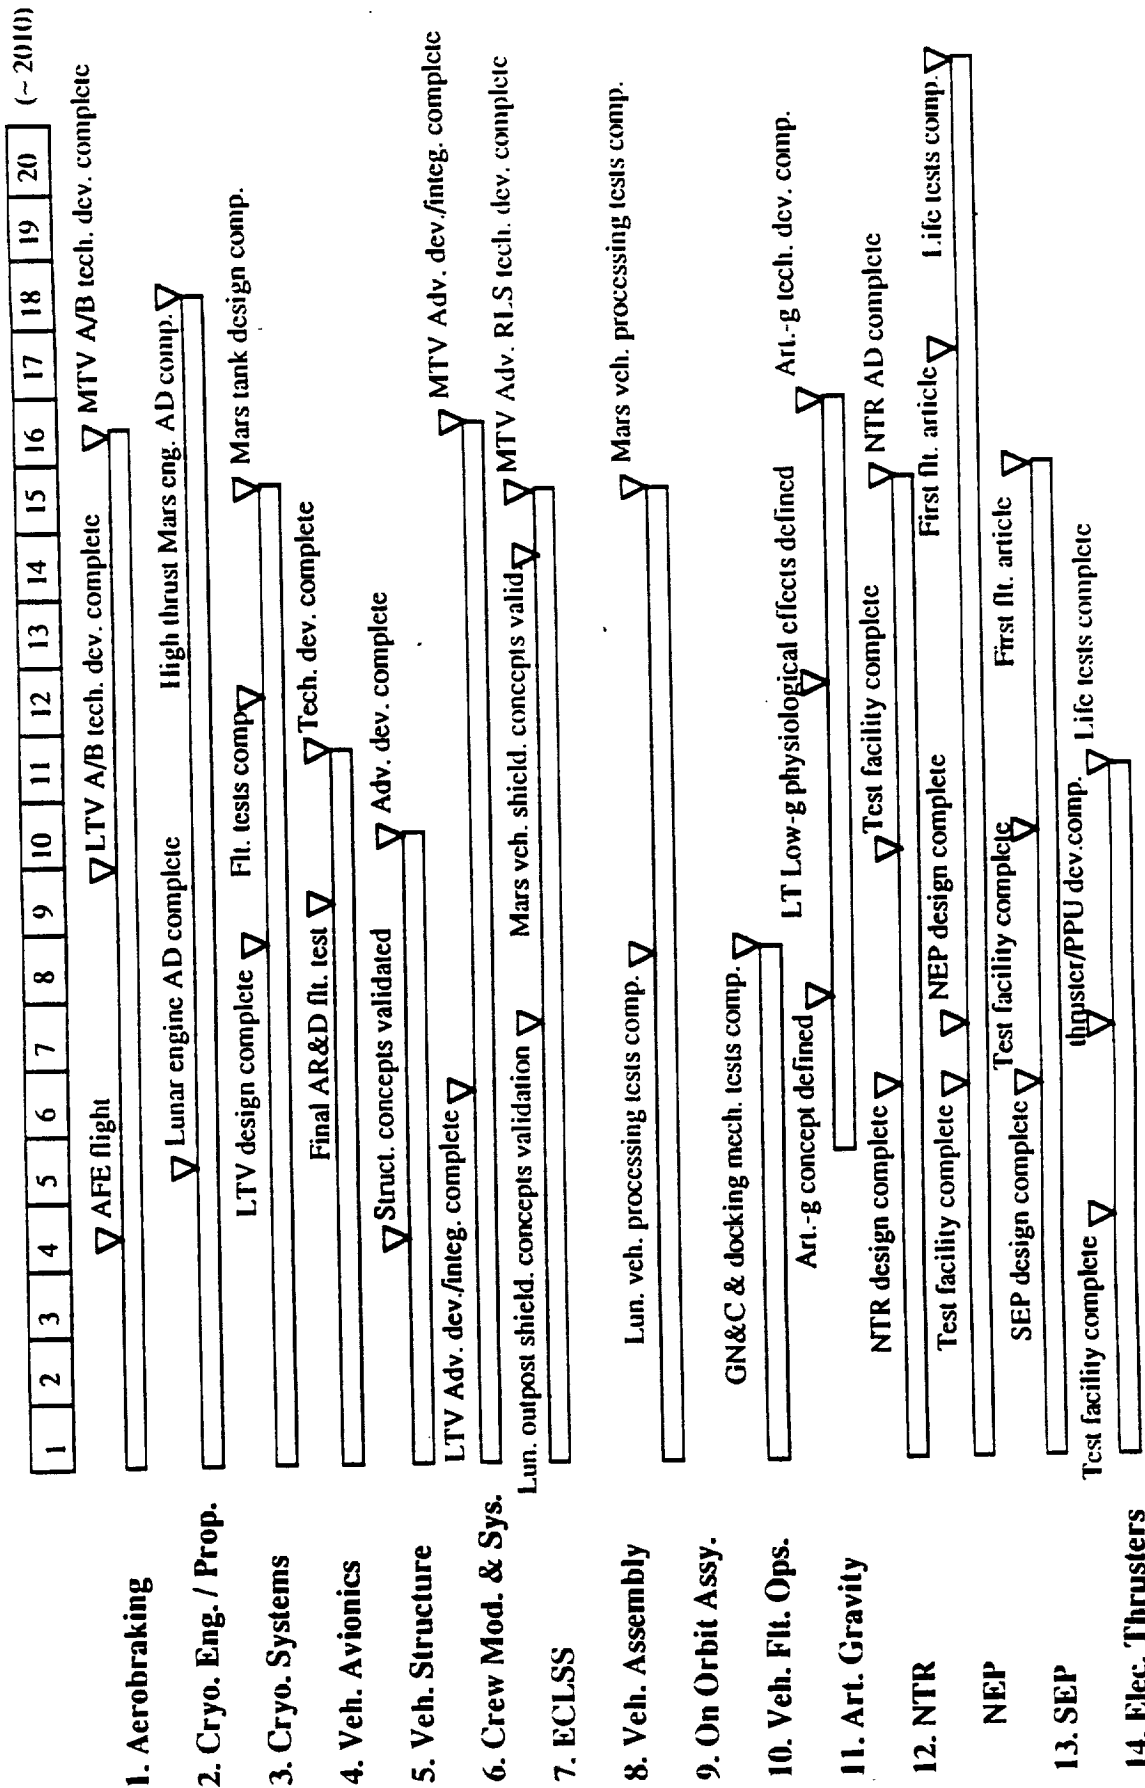 1 2 3 4 5 6 7 8 9 10 11 12 13 14 15 16 17 18 19 20 (~ 2010)
1. Aerobraking
AFE flight
LTV A/B tech. dev. complete
MTV A/B tech. dev. complete
2. Cryo. Eng. / Prop.
Lunar engine AD complete
High thrust Mars eng. AD comp.
3. Cryo. Systems
LTV design complete
Flt. tests comp
Mars tank design comp.
4. Veh. Avionics
Final AR&D flt. test
Tech. dev. complete
5. Veh. Structure
Struct. concepts validated
Adv. dev. complete
6. Crew Mod. & Sys.
LTV Adv. dev./integ. complete
MTV Adv. dev./integ. complete
7. ECLSS
Lun. outpost shield. concepts validation
Mars veh. shield. concepts valid
MTV Adv. RLS tech. dev. complete
8. Veh. Assembly
Lun. veh. processing tests comp.
Mars veh. processing tests comp.
9. On Orbit Assy.
10. Veh. Flt. Ops.
GN&C & docking mech. tests comp.
11. Art. Gravity
Art.-g concept defined
LT Low-g physiological effects defined
Art.-g tech. dev. comp.
12. NTR
NTR design complete
Test facility complete
NTR AD complete
NEP
Test facility complete
NEP design complete
First flt. article
Life tests comp.
13. SEP
SEP design complete
Test facility complete
First flt. article
14. Elec. Thrusters
Test facility complete
thruster/PPU dev.comp.
Life tests complete